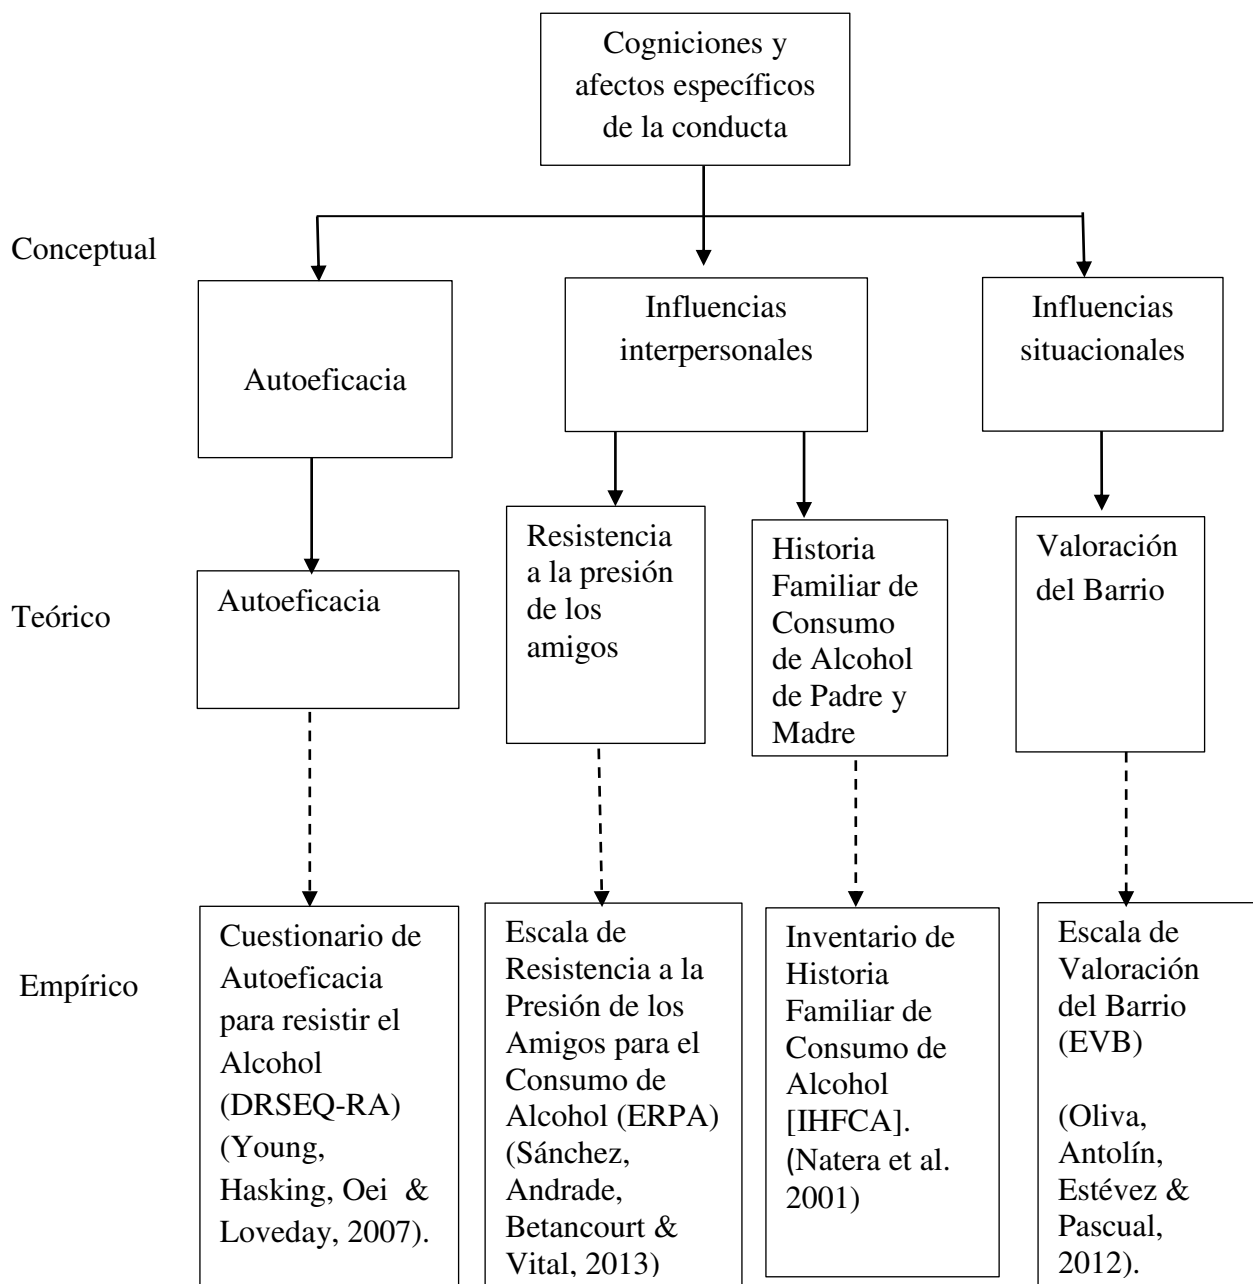 Cogniciones y
afectos específicos
de la conducta
Conceptual
Autoeficacia
Influencias
interpersonales
Influencias
situacionales
Teórico
Autoeficacia
Resistencia
a la presión
de los
amigos
Historia
Familiar de
Consumo
de Alcohol
de Padre y
Madre
Valoración
del Barrio
Empírico
Cuestionario de
Autoeficacia
para resistir el
Alcohol
(DRSEQ-RA)
(Young,
Hasking, Oei &
Loveday, 2007).
Escala de
Resistencia a la
Presión de los
Amigos para el
Consumo de
Alcohol (ERPA)
(Sánchez,
Andrade,
Betancourt &
Vital, 2013)
Inventario de
Historia
Familiar de
Consumo de
Alcohol
[IHFCA].
(Natera et al.
2001)
Escala de
Valoración
del Barrio
(EVB)
(Oliva,
Antolín,
Estévez &
Pascual,
2012).